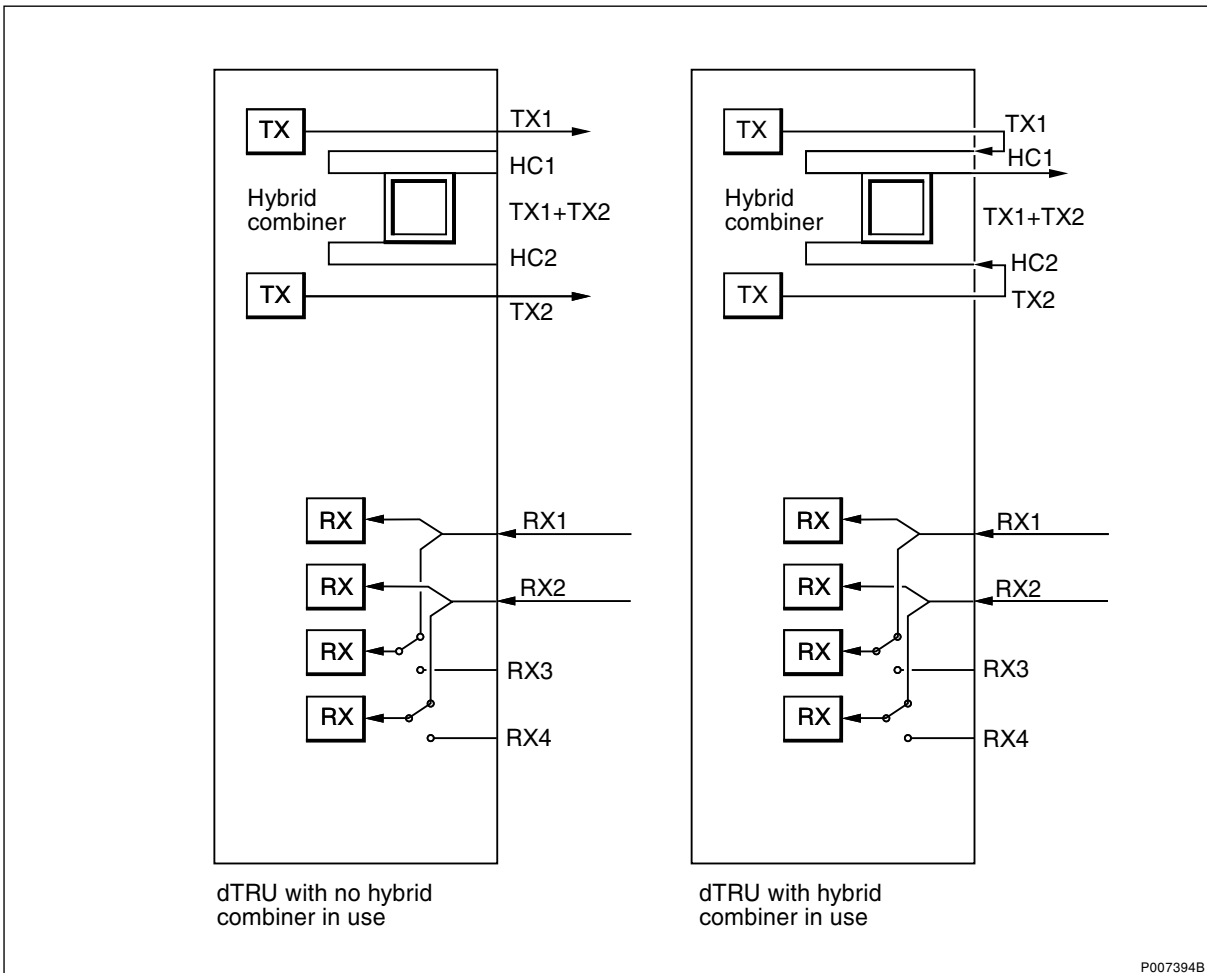 TX
TX1
HC1
Hybrid
combiner
TX1+TX2
HC2
TX
TX2
RX
RX1
RX
RX2
RX
RX3
RX
RX4
dTRU with no hybrid
combiner in use
TX
TX1
HC1
Hybrid
combiner
TX1+TX2
HC2
TX
TX2
RX
RX1
RX
RX2
RX
RX3
RX
RX4
dTRU with hybrid
combiner in use
P007394B